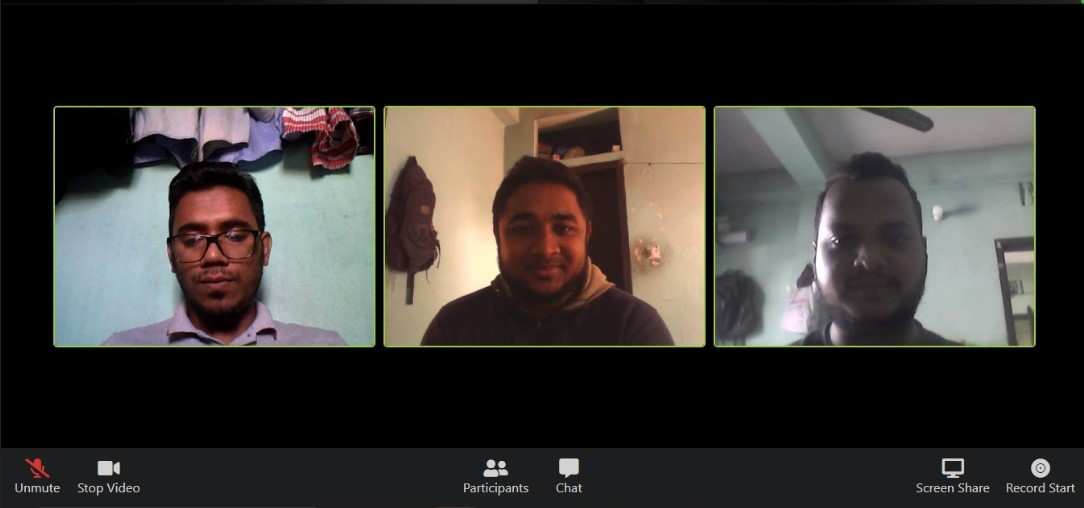 Unmute
Stop Video
Participants
Chat
Screen Share
Record Start